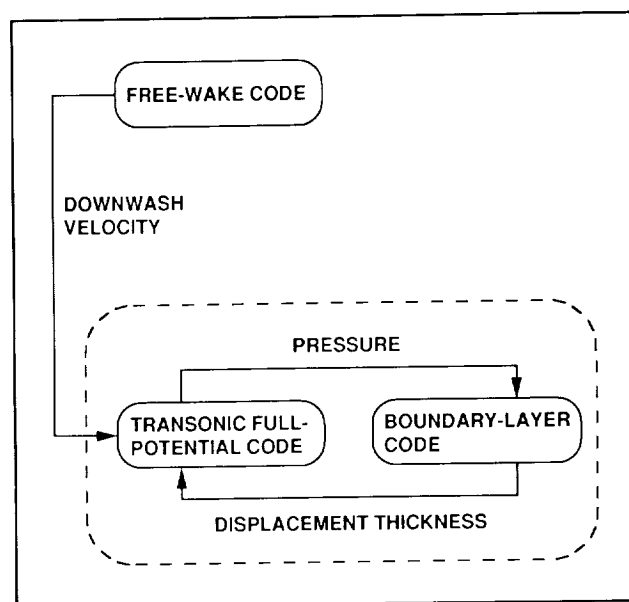 FREE-WAKE CODE
DOWNWASH
VELOCITY
PRESSURE
TRANSONIC FULL-
POTENTIAL CODE
BOUNDARY-LAYER
CODE
DISPLACEMENT THICKNESS